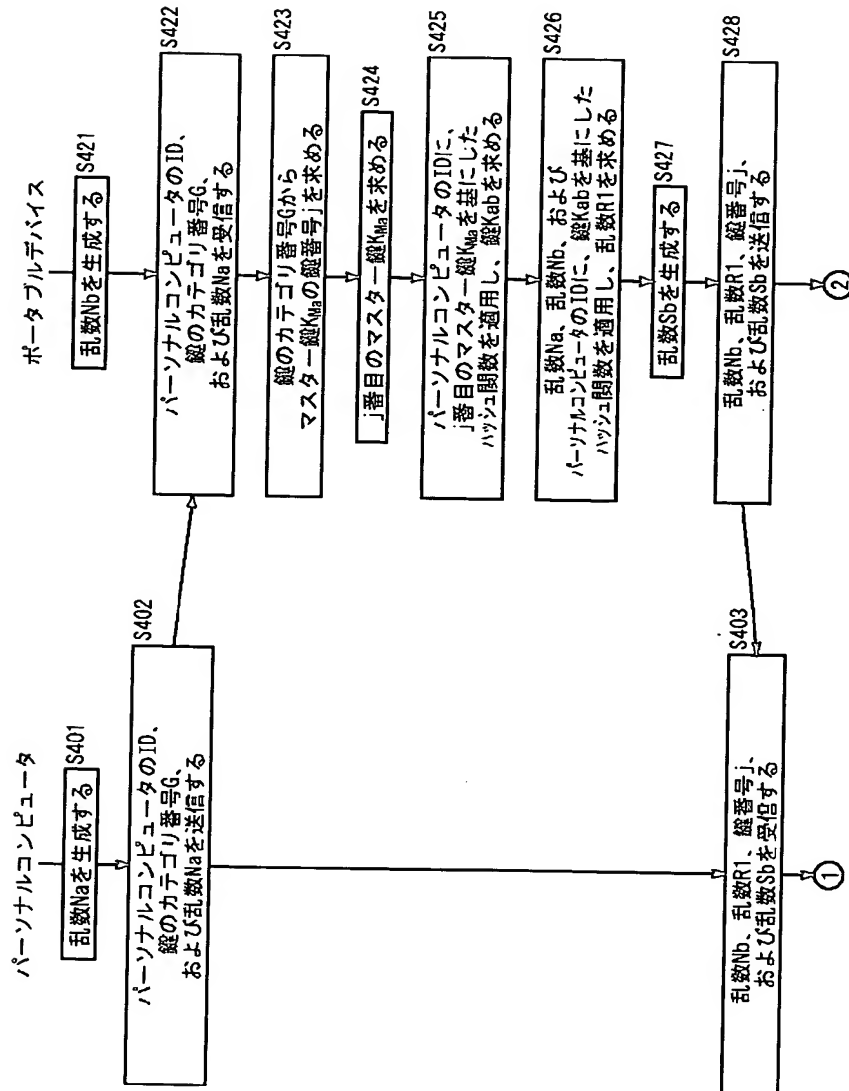 パーソナルコンピュータ
乱数Naを生成する
S401
パーソナルコンピュータのID、
鍵のカテゴリ番号G、
および乱数Naを送信する
S402
乱数Nb、乱数R1、鍵番号j、
および乱数Sbを受信する
S403
①
ポータブルデバイス
乱数Nbを生成する
S421
パーソナルコンピュータのID、
鍵のカテゴリ番号G、
および乱数Naを受信する
S422
鍵のカテゴリ番号Gから
マスター鍵KMaの鍵番号jを求める
S423
j番目のマスター鍵KMaを求める
S424
パーソナルコンピュータのIDに、
j番目のマスター鍵KMaを基にした
ハッシュ関数を適用し、鍵Kabを求める
S425
乱数Na、乱数Nb、および
パーソナルコンピュータのIDに、鍵Kabを基にした
ハッシュ関数を適用し、乱数R1を求める
S426
乱数Sbを生成する
S427
乱数Nb、乱数R1、鍵番号j、
および乱数Sbを送信する
S428
②